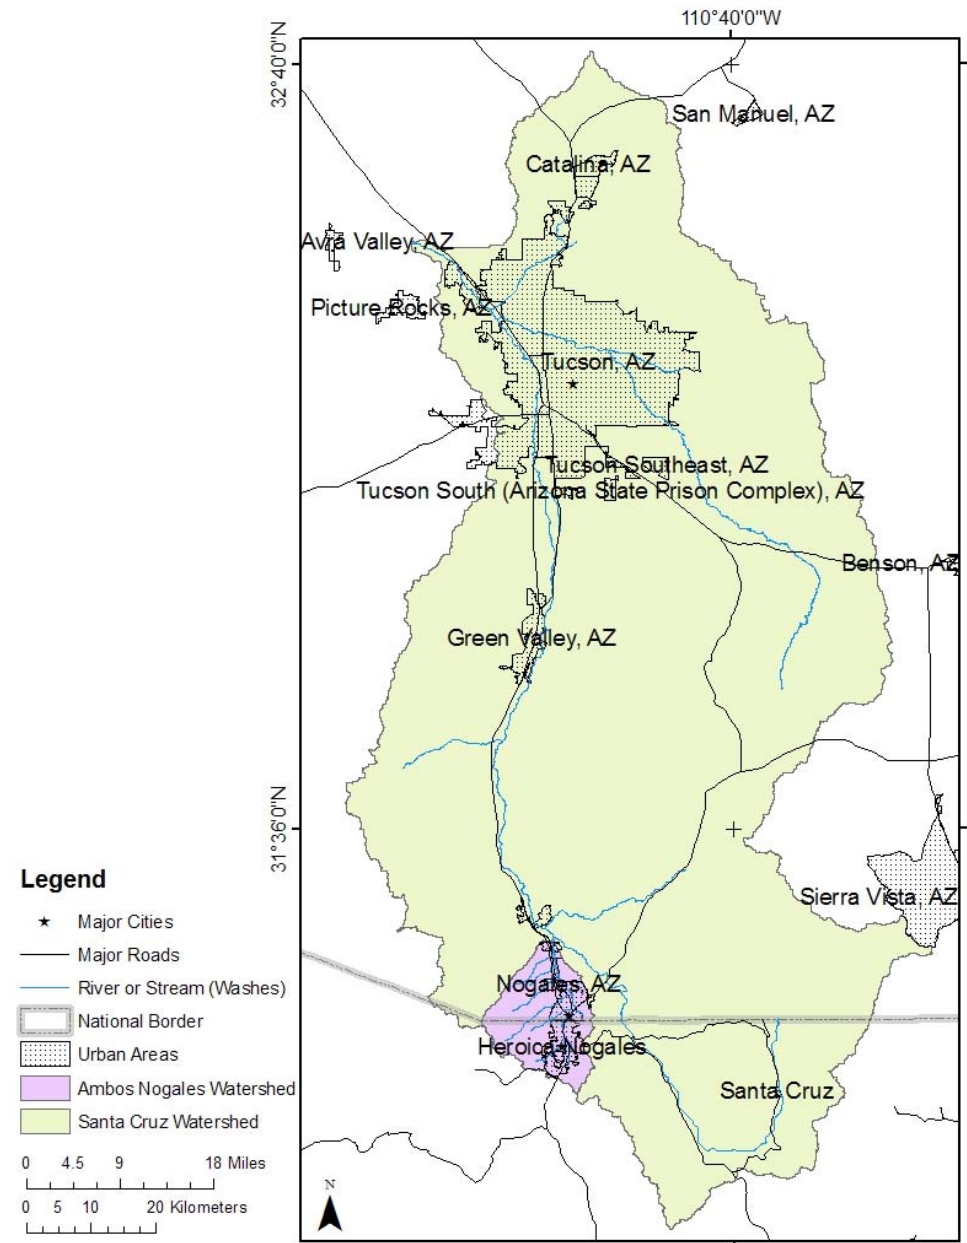 110°40'0"W
32°40'0"N
San Manuel, AZ
Catalina, AZ
Avra Valley, AZ
Picture Rocks, AZ
Tucson, AZ
Tucson Southeast, AZ
Tucson South (Arizona State Prison Complex), AZ
Benson, AZ
Green Valley, AZ
31°36'0"N
Sierra Vista, AZ
Nogales, AZ
Heroica Nogales
Santa Cruz
Legend
Major Cities
Major Roads
River or Stream (Washes)
National Border
Urban Areas
Ambos Nogales Watershed
Santa Cruz Watershed
0 4.5 9 18 Miles
0 5 10 20 Kilometers
N